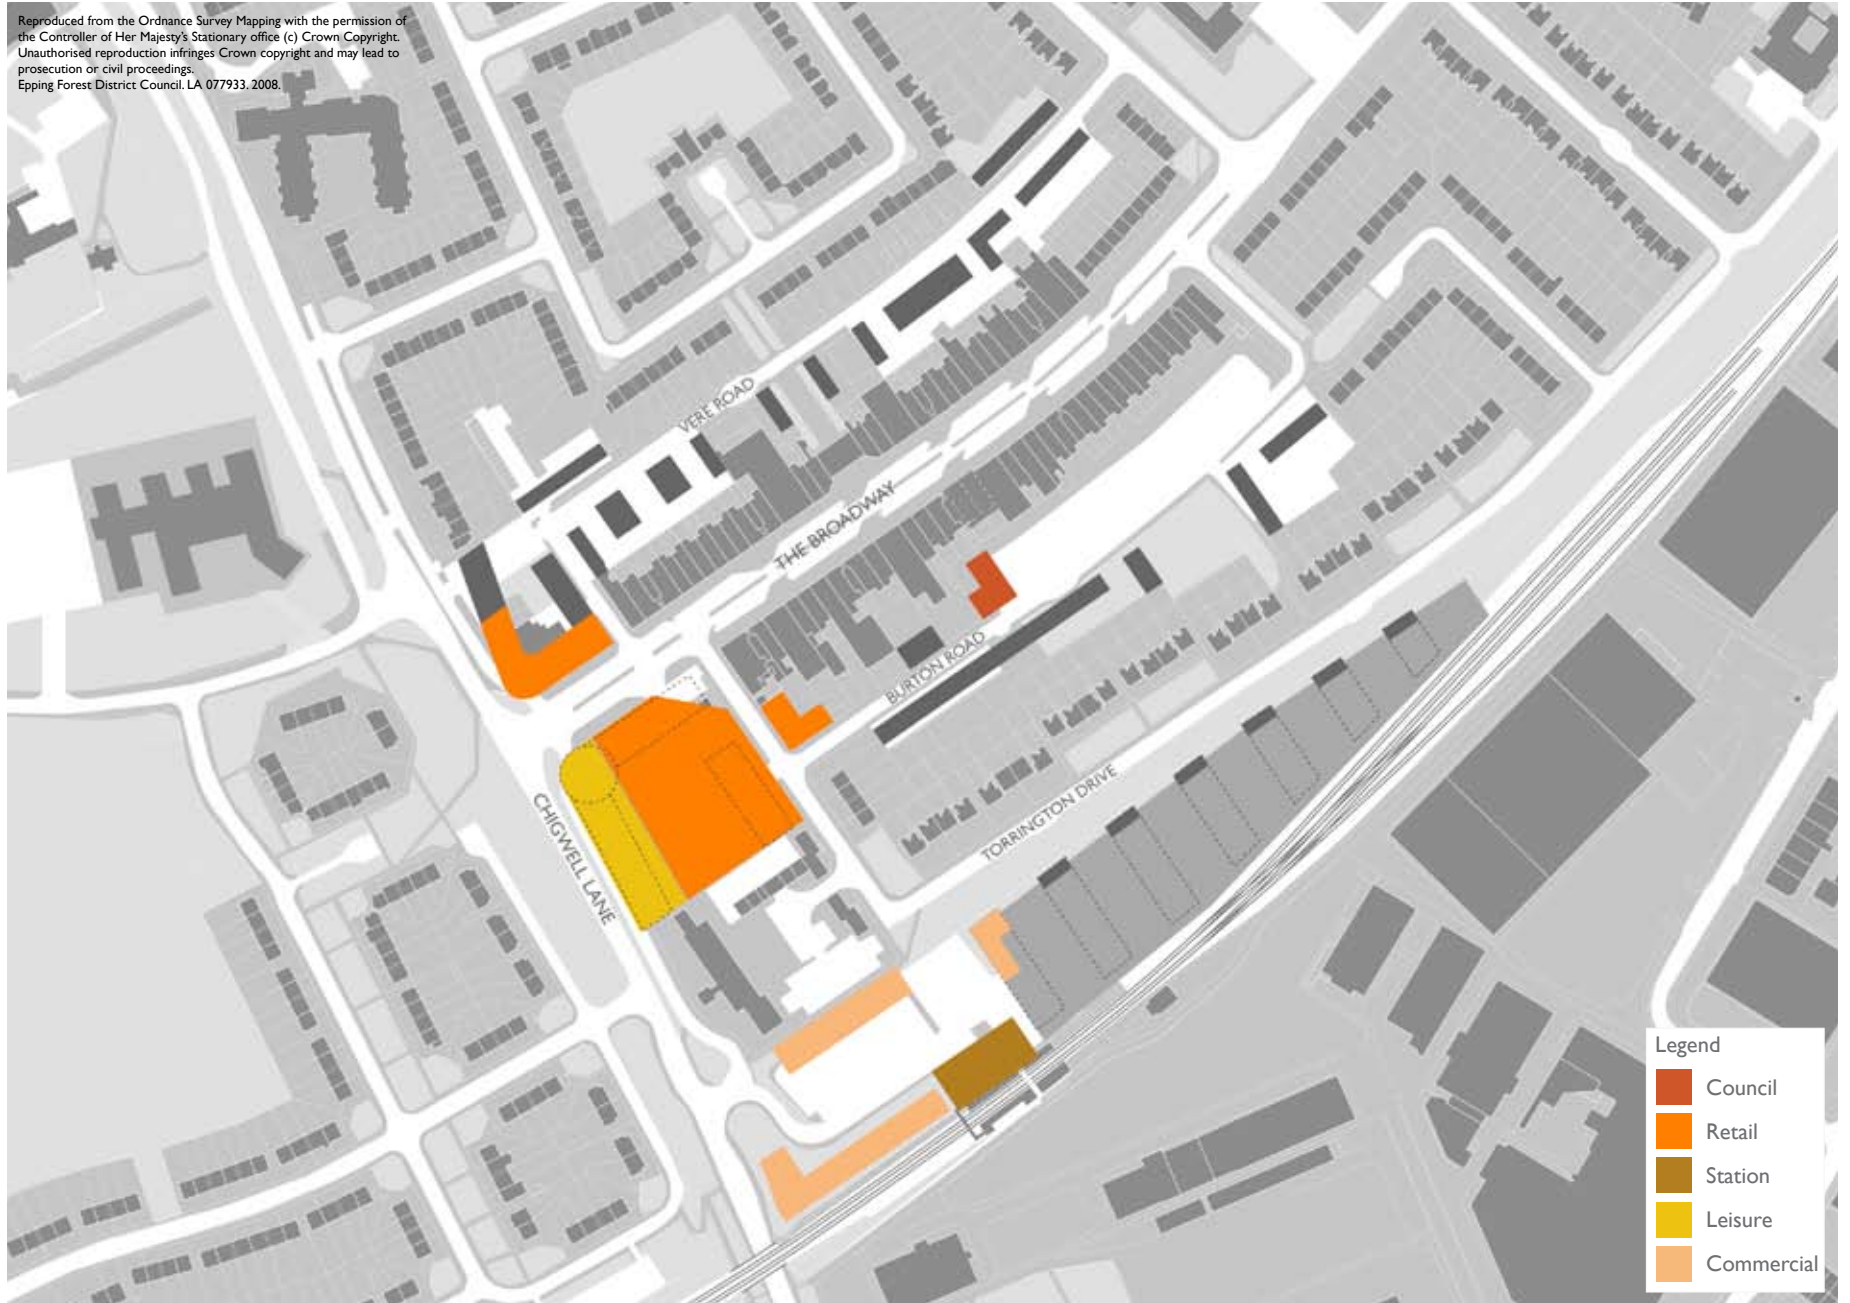 Reproduced from the Ordnance Survey Mapping with the permission of
the Controller of Her Majesty's Stationary office (c) Crown Copyright.
Unauthorised reproduction infringes Crown copyright and may lead to
prosecution or civil proceedings.
Epping Forest District Council. LA 077933. 2008.
VERE ROAD
THE BROADWAY
BURTON ROAD
TORRINGTON DRIVE
CHIGWELL LANE
Legend
Council
Retail
Station
Leisure
Commercial